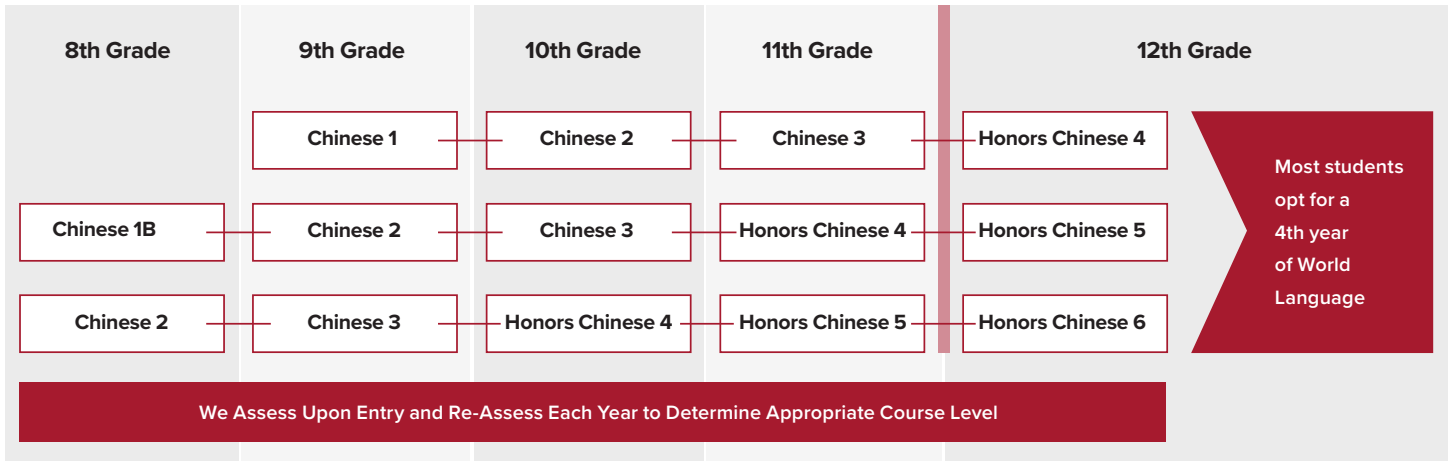 8th Grade
9th Grade
10th Grade
11th Grade
12th Grade
Chinese 1
Chinese 2
Chinese 3
Honors Chinese 4
Chinese 1B
Chinese 2
Chinese 3
Honors Chinese 4
Honors Chinese 5
Chinese 2
Chinese 3
Honors Chinese 4
Honors Chinese 5
Honors Chinese 6
Most students
opt for a
4th year
of World
Language
We Assess Upon Entry and Re-Assess Each Year to Determine Appropriate Course Level